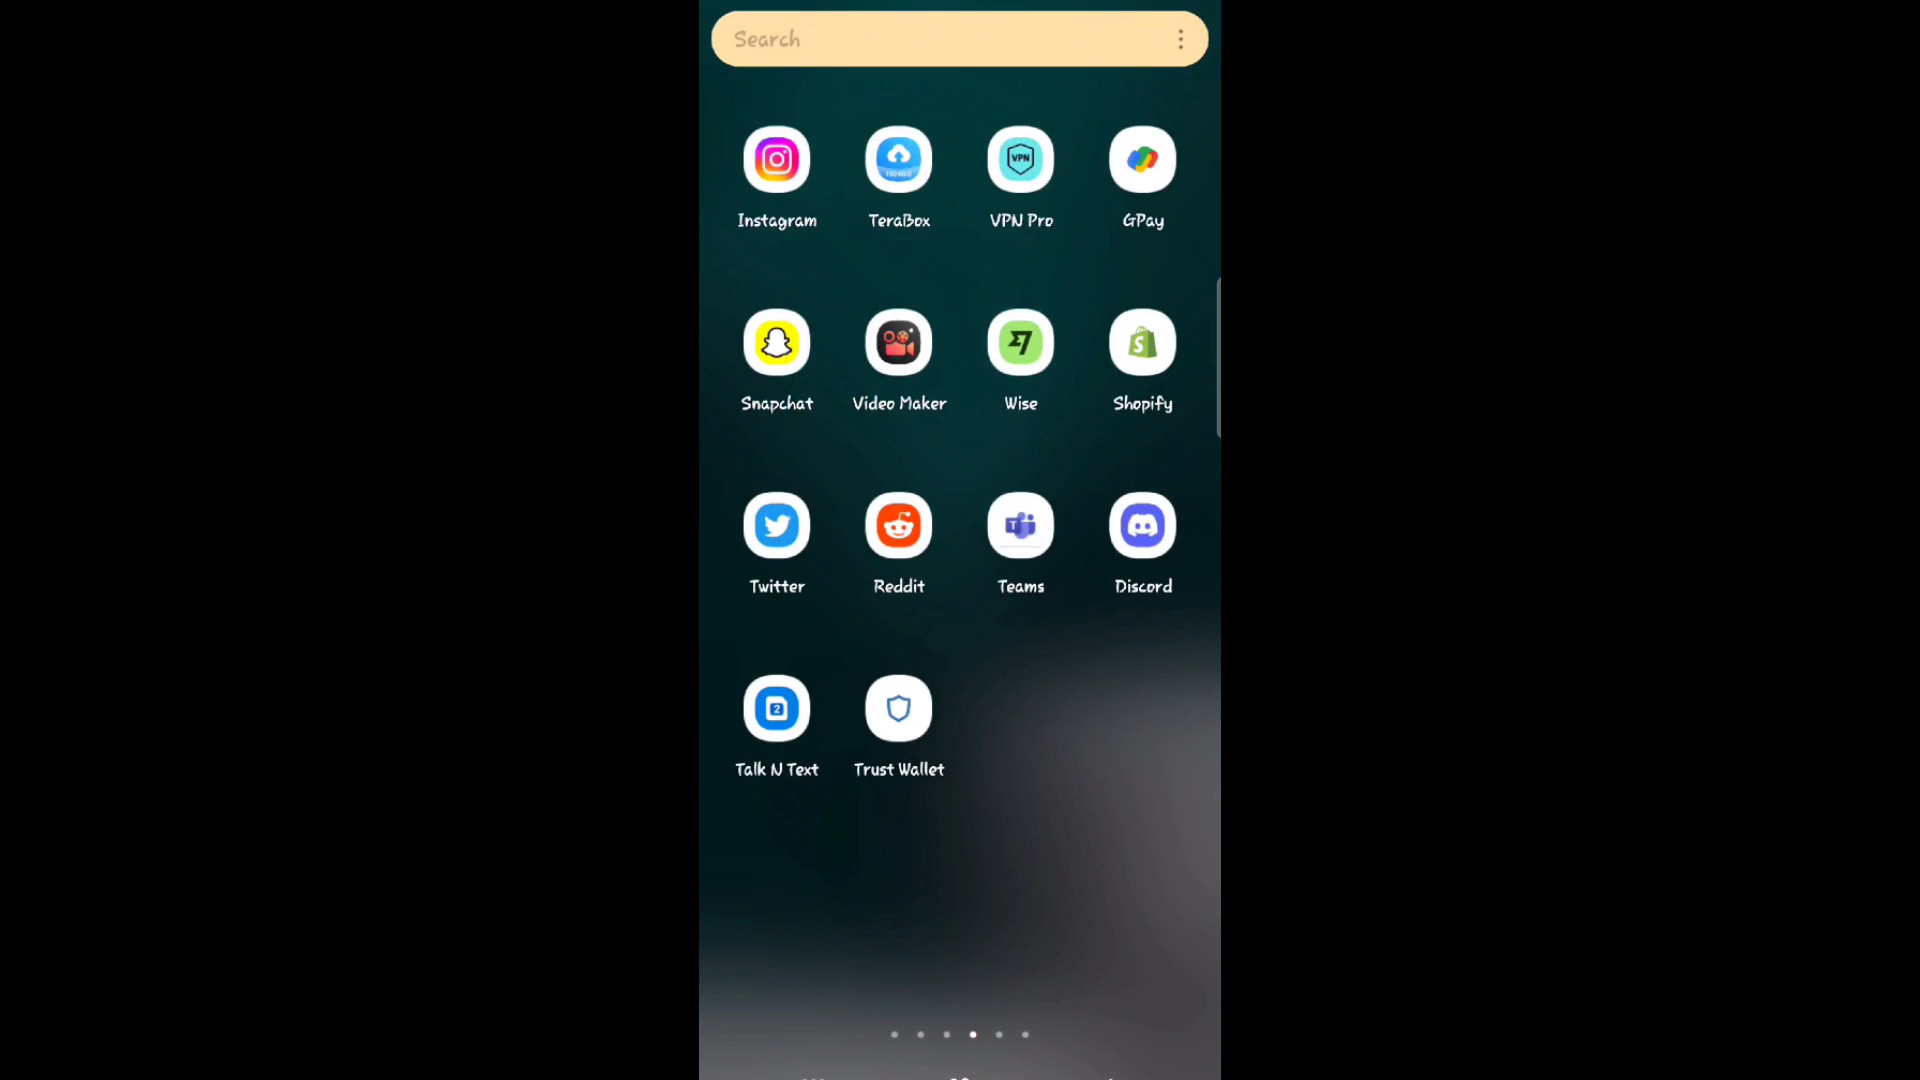 Search
Instagram TeraBox VPN Pro GPay
Snapchat Video Maker Wise Shopify
Twitter Reddit Teams Discord
Talk N Text Trust Wallet